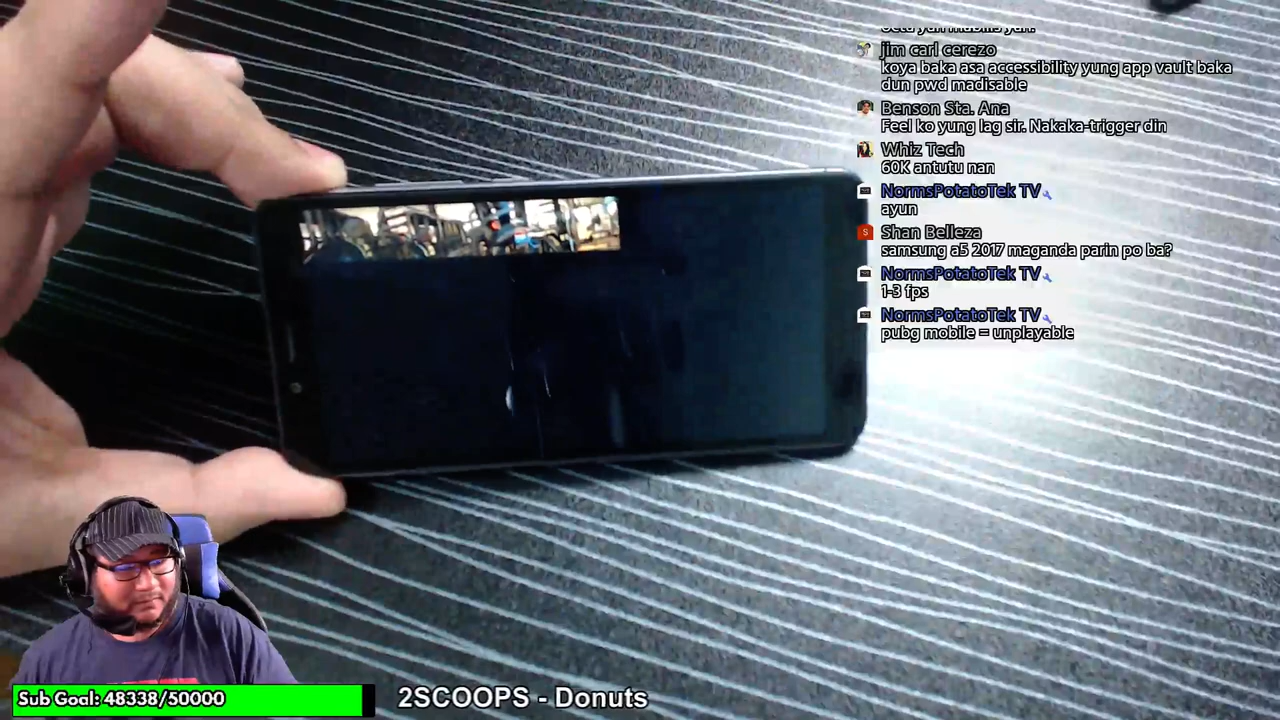 jim carl cerezo
koya baka asa accessibility yung app vault baka
dun pwd madisable
Benson Sta. Ana
Feel ko yung lag sir. Nakaka-trigger din
Whiz Tech
60K antutu nan
NormsPotatoTek TV
ayun
Shan Belleza
samsung a5 2017 maganda parin po ba?
NormsPotatoTek TV
1-3 fps
NormsPotatoTek TV
pubg mobile = unplayable
Sub Goal: 48338/50000
2SCOOPS - Donuts